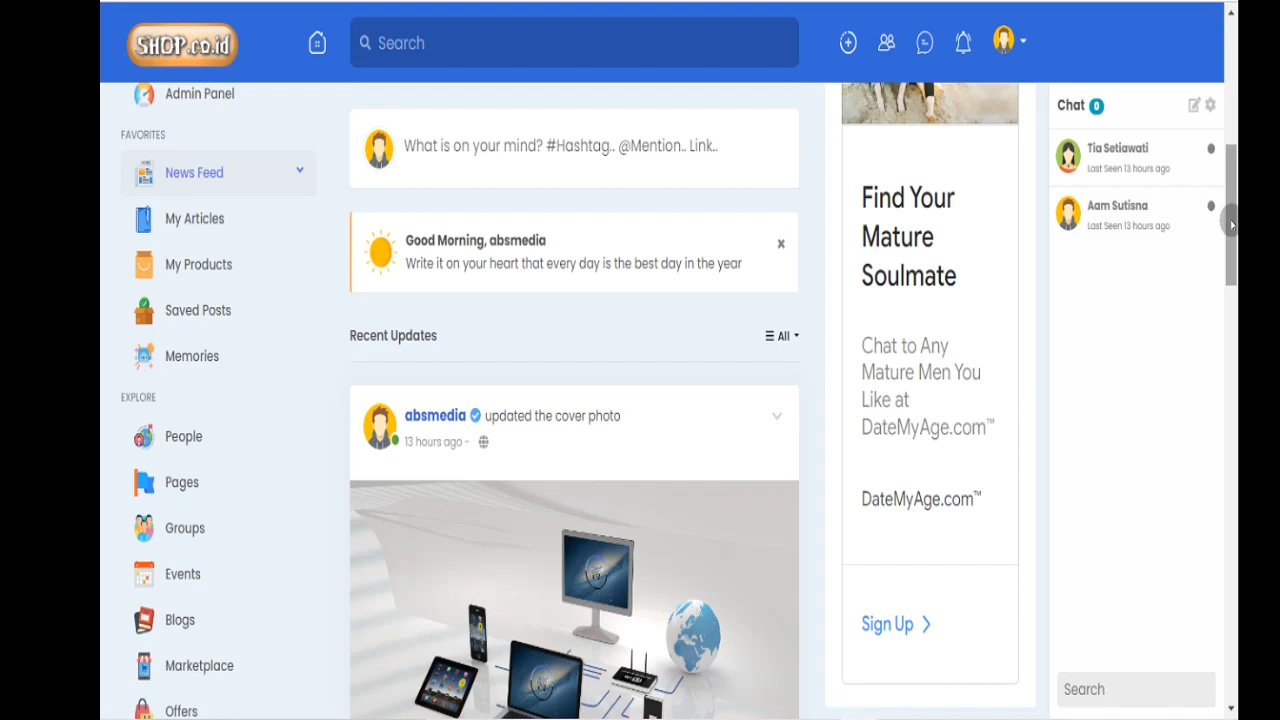 SHOP.co.id
Search
Admin Panel
FAVORITES
News Feed
My Articles
My Products
Saved Posts
Memories
EXPLORE
People
Pages
Groups
Events
Blogs
Marketplace
Offers
What is on your mind? #Hashtag.. @Mention.. Link..
Good Morning, absmedia
Write it on your heart that every day is the best day in the year
Recent Updates
All
absmedia updated the cover photo
13 hours ago -
Find Your
Mature
Soulmate
Chat to Any
Mature Men You
Like at
DateMyAge.com™
DateMyAge.com™
Sign Up
Chat 0
Tia Setiawati
Last Seen 13 hours ago
Aam Sutisna
Last Seen 13 hours ago
Search